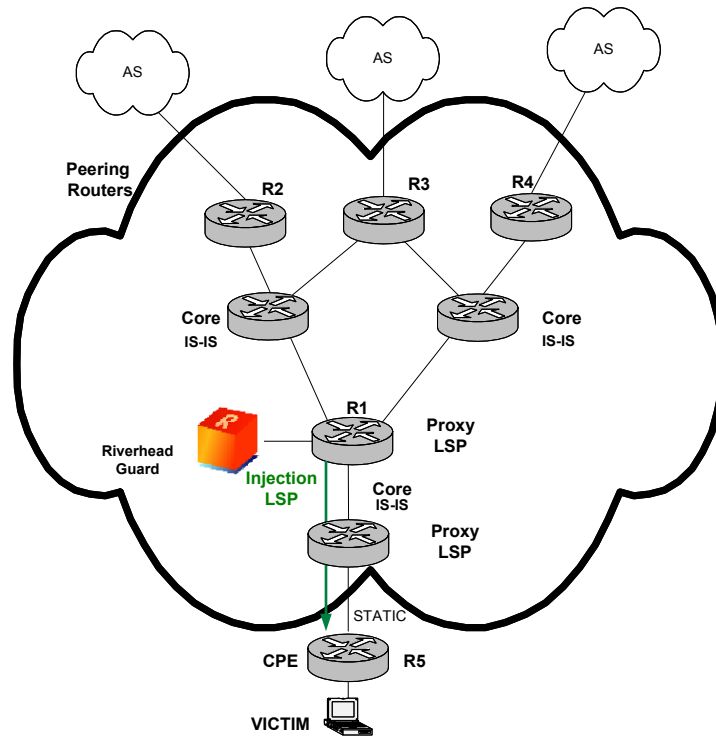 AS
AS
AS
Peering
Routers
R2
R3
R4
Core
IS-IS
Core
IS-IS
R1
R
Riverhead
Guard
Proxy
LSP
Injection
LSP
Core
IS-IS
Proxy
LSP
STATIC
CPE
R5
VICTIM